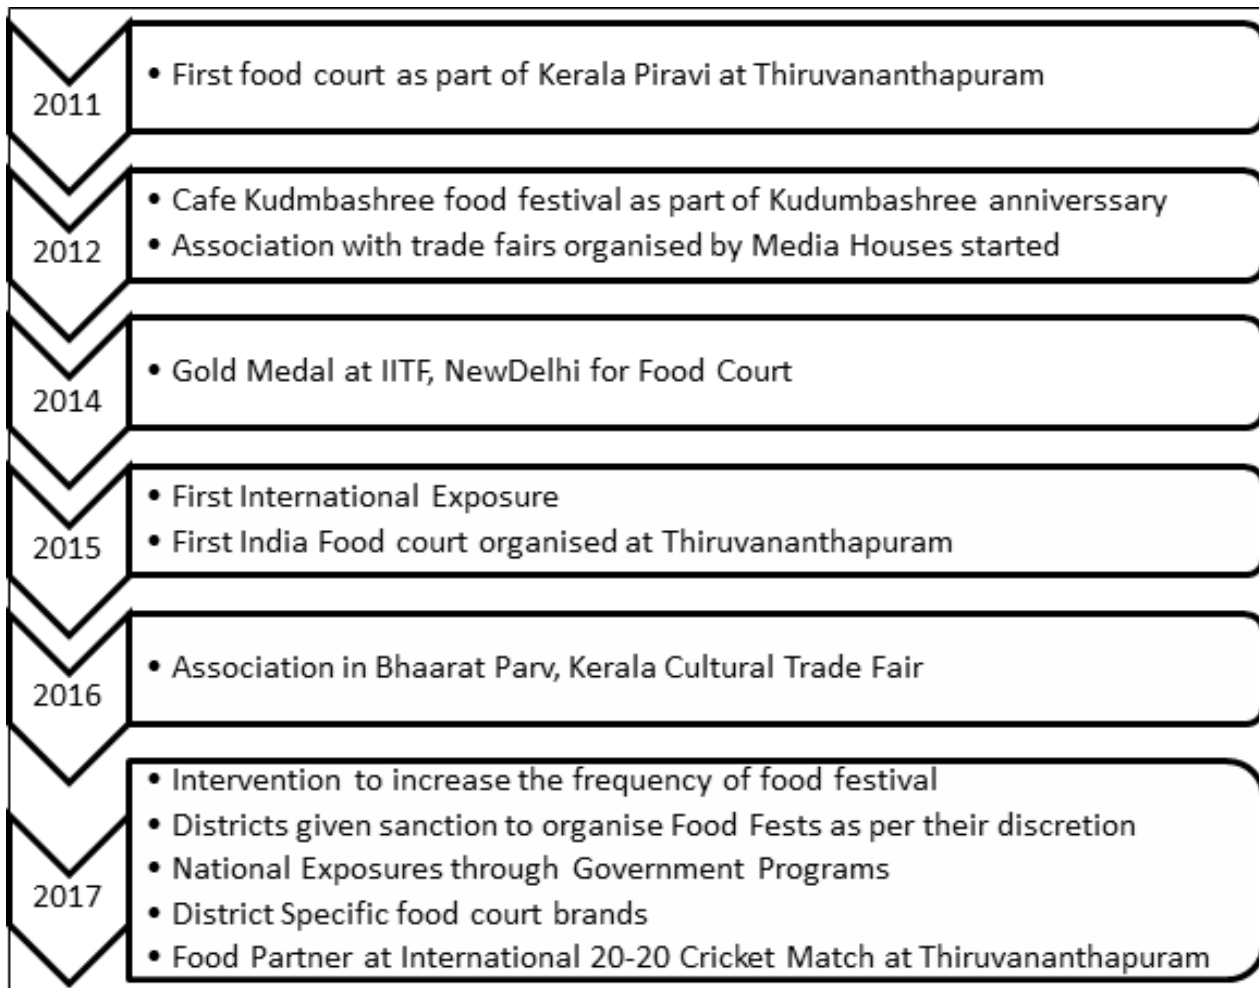 2011
• First food court as part of Kerala Piravi at Thiruvananthapuram
2012
• Cafe Kudmbashree food festival as part of Kudumbashree anniverssary
• Association with trade fairs organised by Media Houses started
2014
• Gold Medal at IITF, NewDelhi for Food Court
2015
• First International Exposure
• First India Food court organised at Thiruvananthapuram
2016
• Association in Bhaarat Parv, Kerala Cultural Trade Fair
2017
• Intervention to increase the frequency of food festival
• Districts given sanction to organise Food Fests as per their discretion
• National Exposures through Government Programs
• District Specific food court brands
• Food Partner at International 20-20 Cricket Match at Thiruvananthapuram